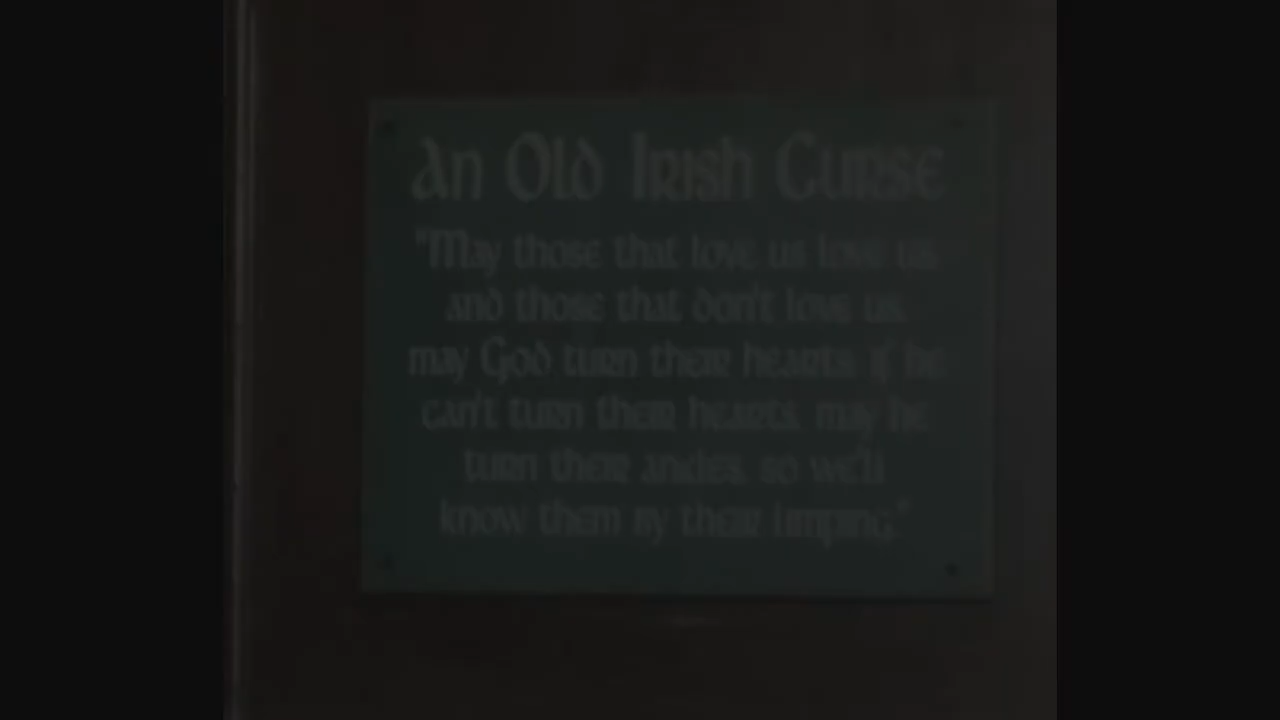 An Old Irish Curse
"May those that love us love us
and those that don't love us,
may God turn their hearts. If he
can't turn their hearts, may he
turn their ankles, so we'll
know them by their limping."